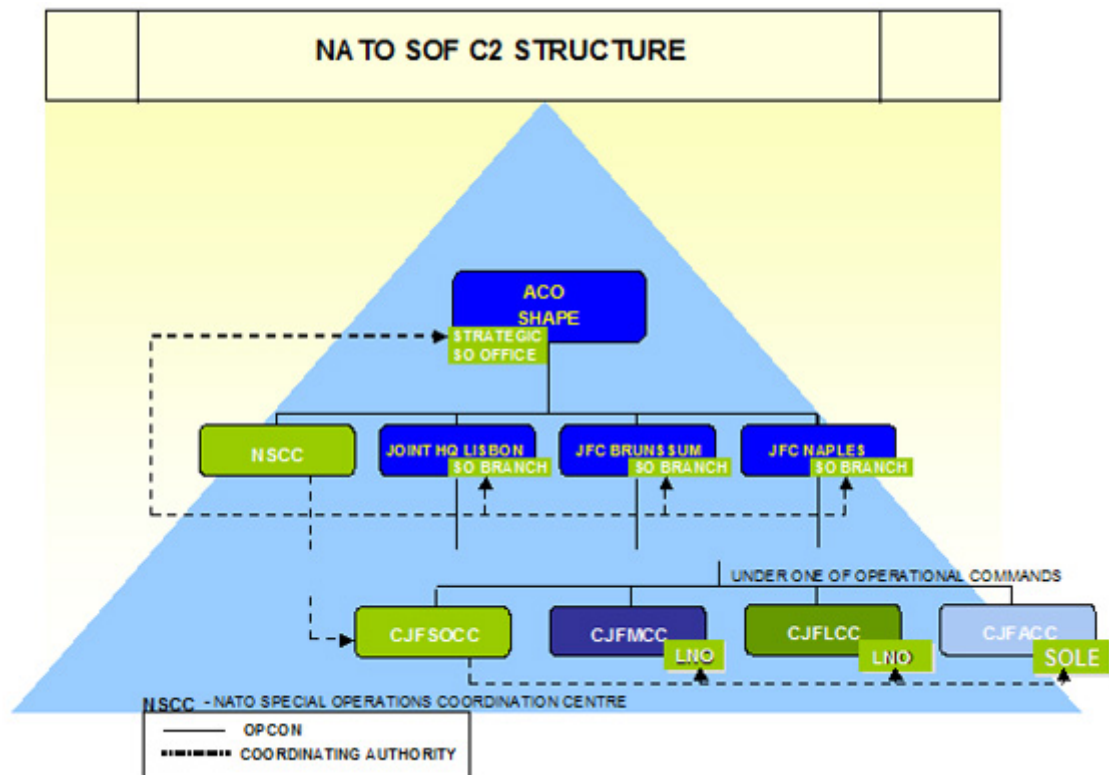 NATO SOF C2 STRUCTURE
ACO
SHAPE
STRATEGIC
SO OFFICE
NSCC
JOINT HQ LISBON
SO BRANCH
JFC BRUNSSUM
SO BRANCH
JFC NAPLES
SO BRANCH
UNDER ONE OF OPERATIONAL COMMANDS
CJFSOCC
CJFMCC
LNO
CJFLCC
LNO
CJFACC
SOLE
NSCC - NATO SPECIAL OPERATIONS COORDINATION CENTRE
OPCON
COORDINATING AUTHORITY